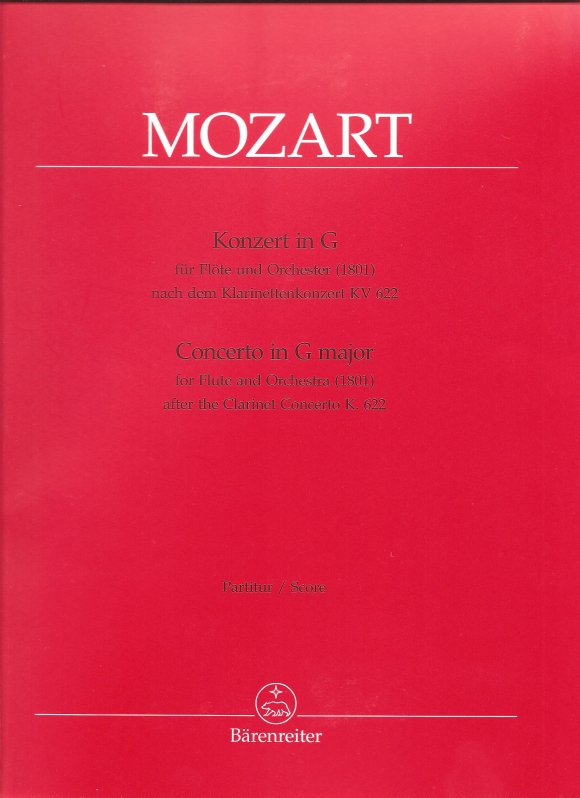 MOZART
Konzert in G
für Flöte und Orchester (1801)
nach dem Klarinettenkonzert KV 622
Concerto in G major
for Flute and Orchestra (1801)
after the Clarinet Concerto K. 622
Partitur / Score
Bärenreiter